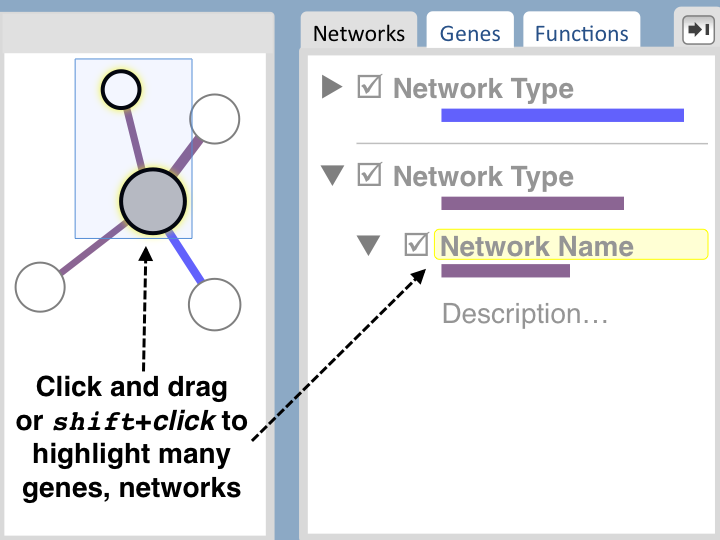 Networks
Genes
Functions
Network Type
Network Type
Network Name
Description…
Click and drag
or shift+click to
highlight many
genes, networks